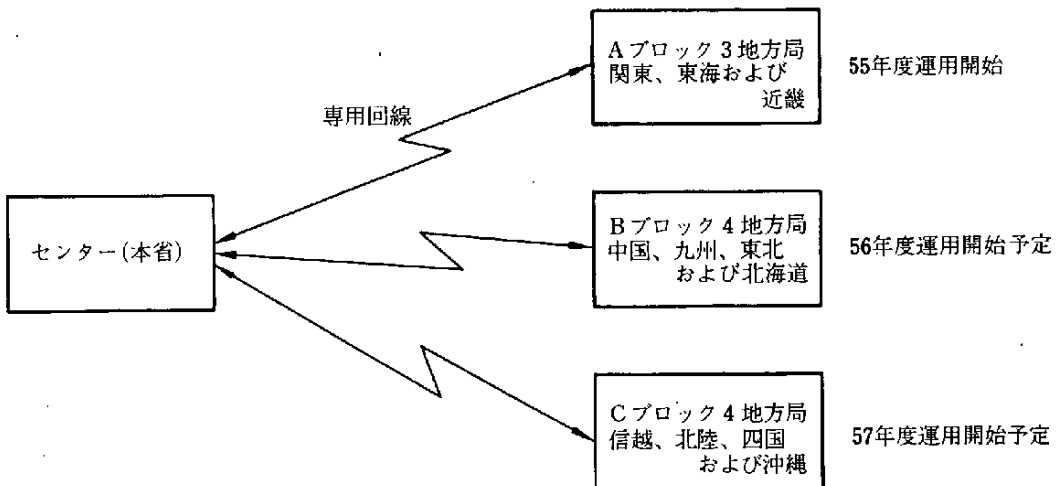 Aブロック3地方局
関東、東海および
近畿
55年度運用開始
専用回線
センター(本省)
Bブロック4地方局
中国、九州、東北
および北海道
56年度運用開始予定
Cブロック4地方局
信越、北陸、四国
および沖縄
57年度運用開始予定